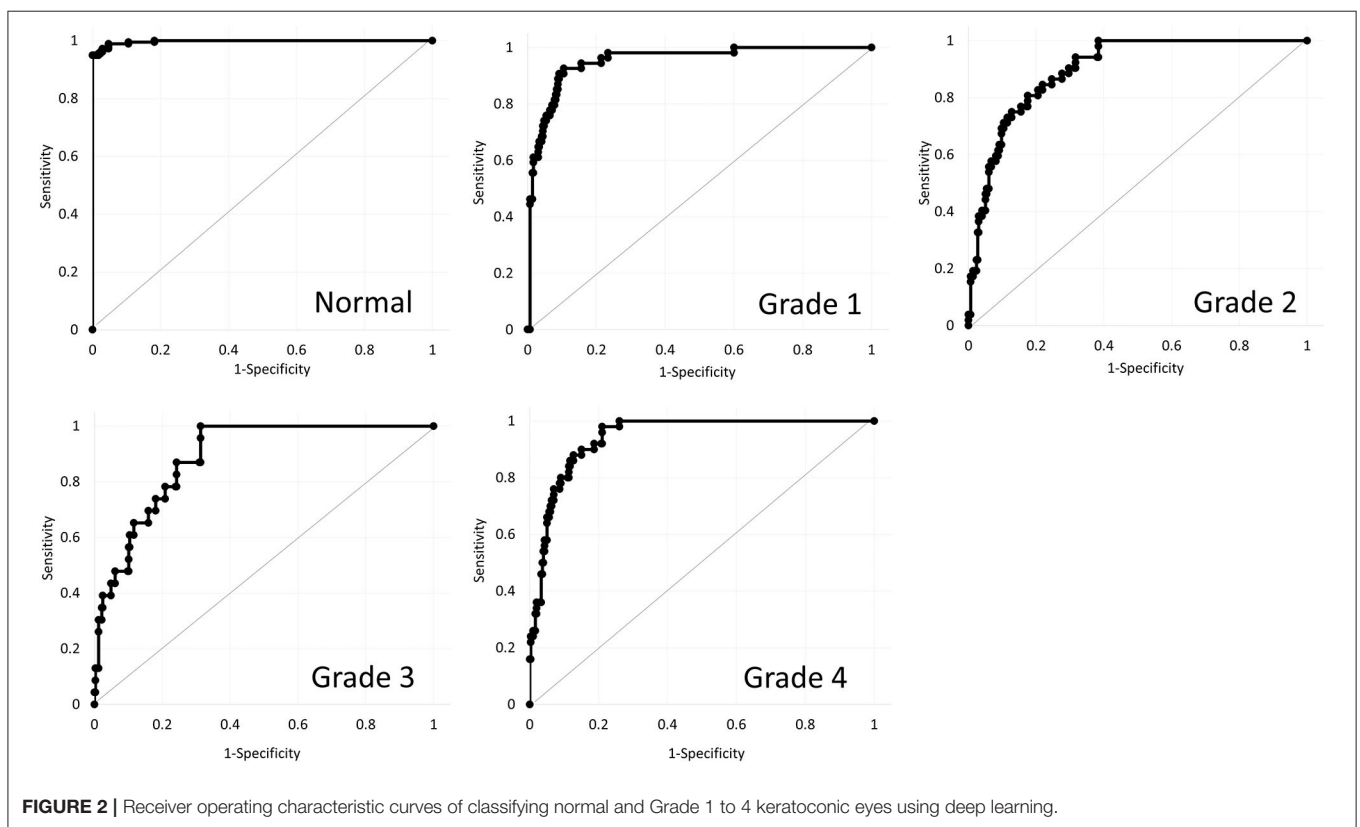 1
0.8
0.6
0.4
0.2
0
Sensitivity
Normal
0 0.2 0.4 0.6 0.8 1
1-Specificity
1
0.8
0.6
0.4
0.2
0
Sensitivity
Grade 1
0 0.2 0.4 0.6 0.8 1
1-Specificity
1
0.8
0.6
0.4
0.2
0
Sensitivity
Grade 2
0 0.2 0.4 0.6 0.8 1
1-Specificity
1
0.8
0.6
0.4
0.2
0
Sensitivity
Grade 3
0 0.2 0.4 0.6 0.8 1
1-Specificity
1
0.8
0.6
0.4
0.2
0
Sensitivity
Grade 4
0 0.2 0.4 0.6 0.8 1
1-Specificity
FIGURE 2 | Receiver operating characteristic curves of classifying normal and Grade 1 to 4 keratoconic eyes using deep learning.